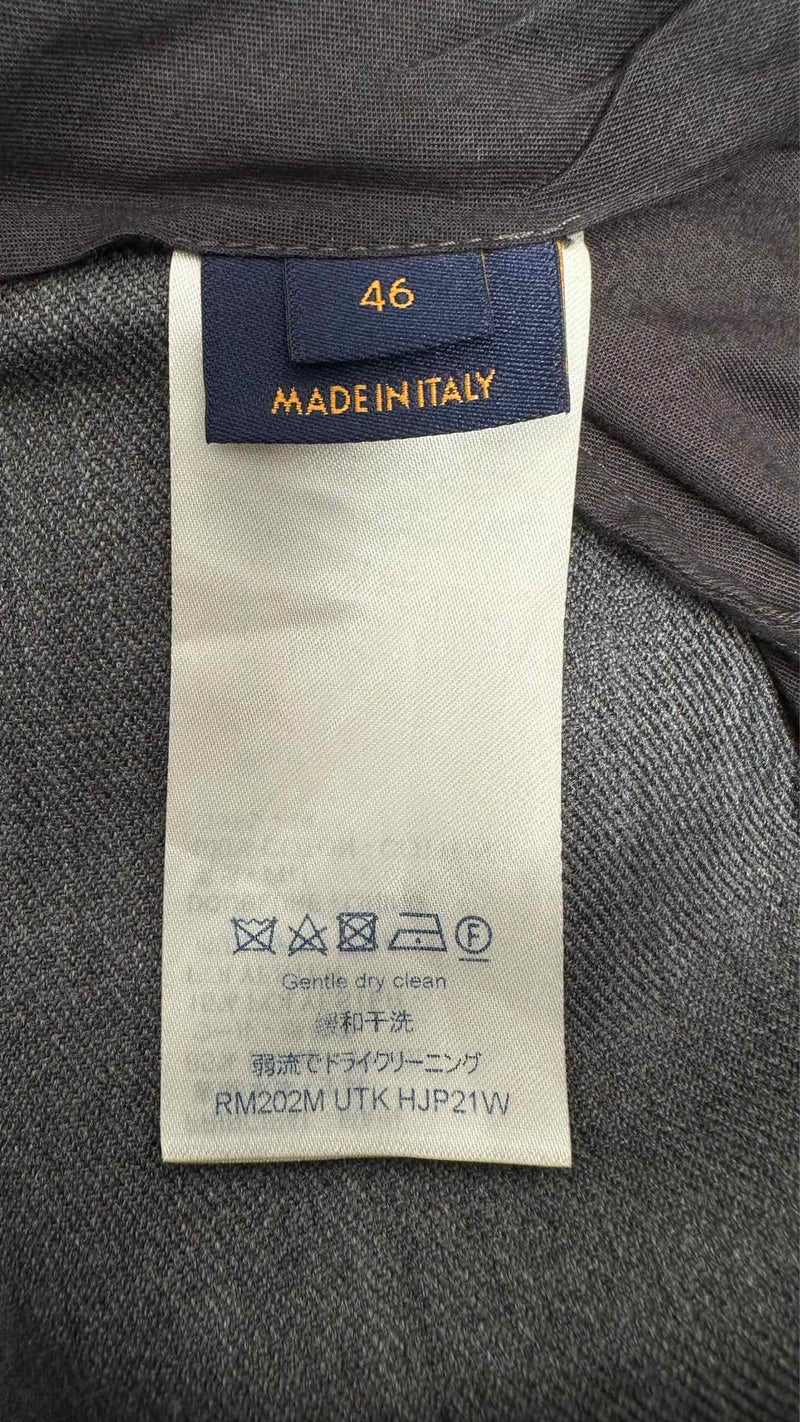 46
MADE IN ITALY
F
Gentle dry clean
缓和干洗
弱流でドライクリーニング
RM202M UTK HJP21W